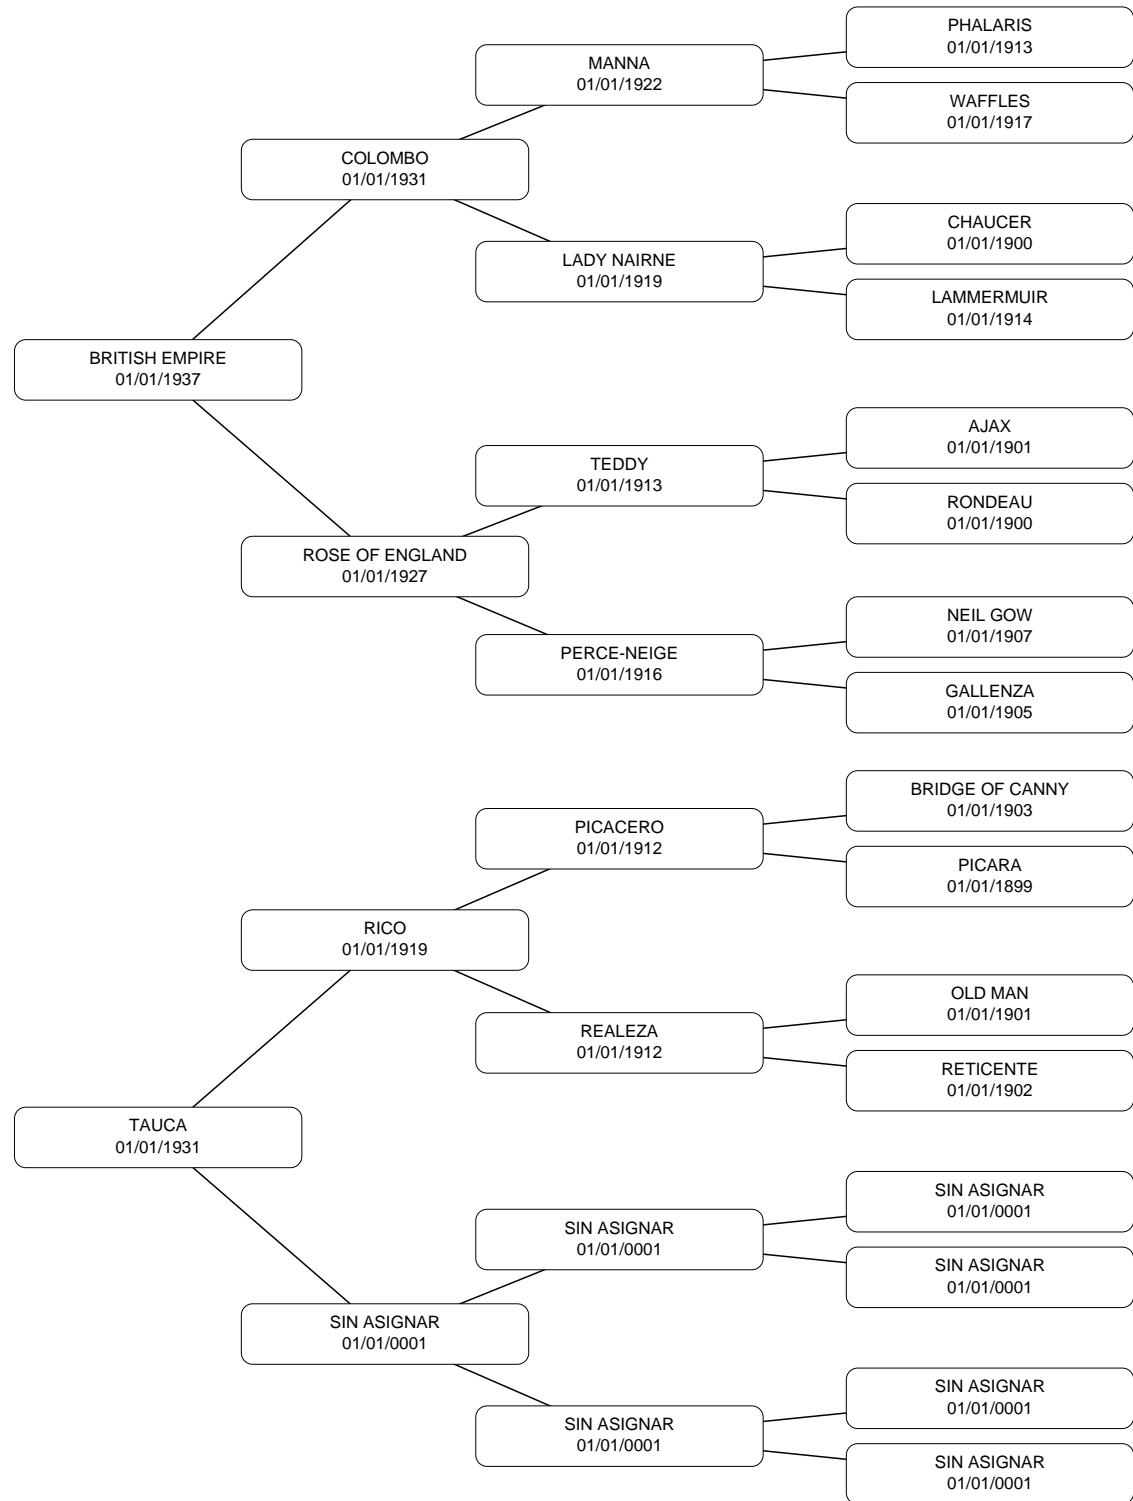 PHALARIS
01/01/1913
MANNA
01/01/1922
WAFFLES
01/01/1917
COLOMBO
01/01/1931
CHAUCER
01/01/1900
LADY NAIRNE
01/01/1919
LAMMERMUIR
01/01/1914
BRITISH EMPIRE
01/01/1937
AJAX
01/01/1901
TEDDY
01/01/1913
RONDEAU
01/01/1900
ROSE OF ENGLAND
01/01/1927
NEIL GOW
01/01/1907
PERCE-NEIGE
01/01/1916
GALLENZA
01/01/1905
BRIDGE OF CANNY
01/01/1903
PICACERO
01/01/1912
PICARA
01/01/1899
RICO
01/01/1919
OLD MAN
01/01/1901
REALEZA
01/01/1912
RETICENTE
01/01/1902
TAUCA
01/01/1931
SIN ASIGNAR
01/01/0001
SIN ASIGNAR
01/01/0001
SIN ASIGNAR
01/01/0001
SIN ASIGNAR
01/01/0001
SIN ASIGNAR
01/01/0001
SIN ASIGNAR
01/01/0001
SIN ASIGNAR
01/01/0001